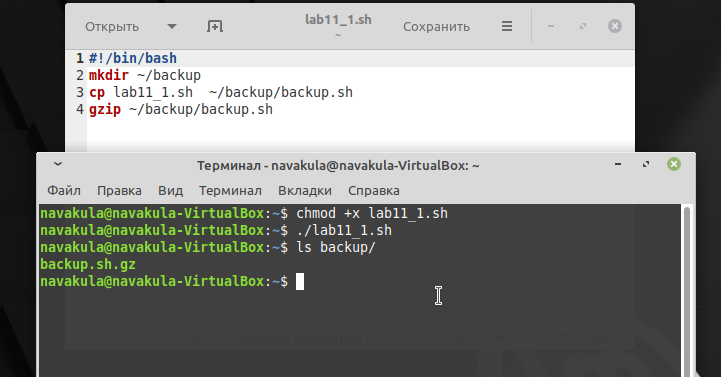 Открыть
lab11_1.sh
~
Сохранить
1 #!/bin/bash
2 mkdir ~/backup
3 cp lab11_1.sh  ~/backup/backup.sh
4 gzip ~/backup/backup.sh
Терминал - navakula@navakula-VirtualBox: ~
Файл Правка Вид Терминал Вкладки Справка
navakula@navakula-VirtualBox:~$ chmod +x lab11_1.sh
navakula@navakula-VirtualBox:~$ ./lab11_1.sh
navakula@navakula-VirtualBox:~$ ls backup/
backup.sh.gz
navakula@navakula-VirtualBox:~$